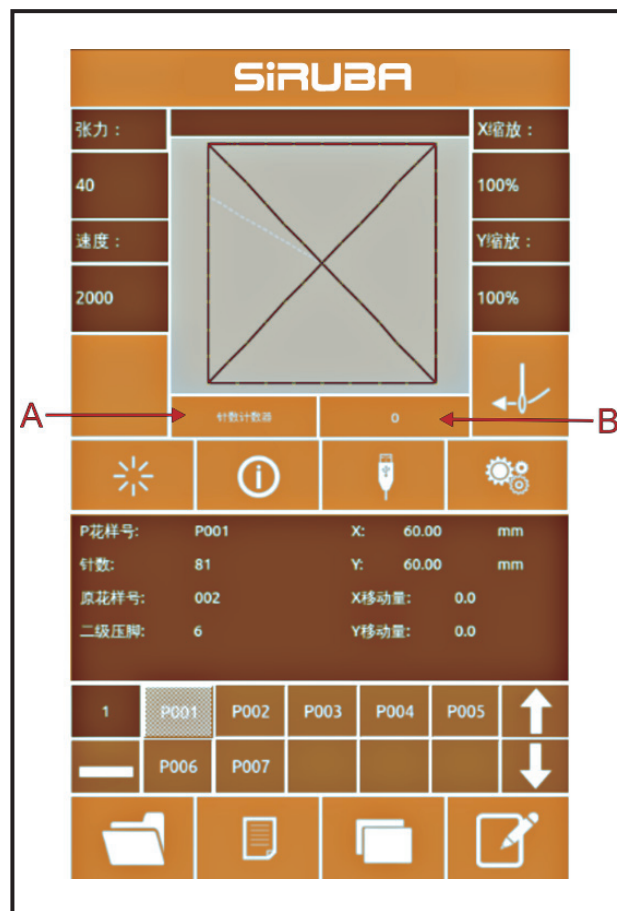 SiRUBA
张力：
X缩放：
40
100%
速度：
Y缩放：
2000
100%
A
针数计数器
0
B
P花样号: P001 X: 60.00 mm
针数: 81 Y: 60.00 mm
原花样号: 002 X移动量: 0.0
二级压脚: 6 Y移动量: 0.0
1 P001 P002 P003 P004 P005
P006 P007